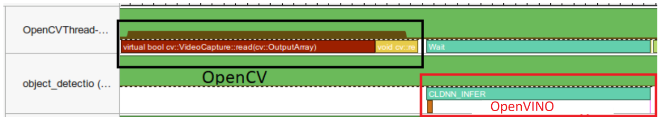 OpenCVThread-...
virtual bool cv::VideoCapture::read(cv::OutputArray)
void cv::re
Wait
OpenCV
object_detectio (...
CLDNN_INFER
OpenVINO